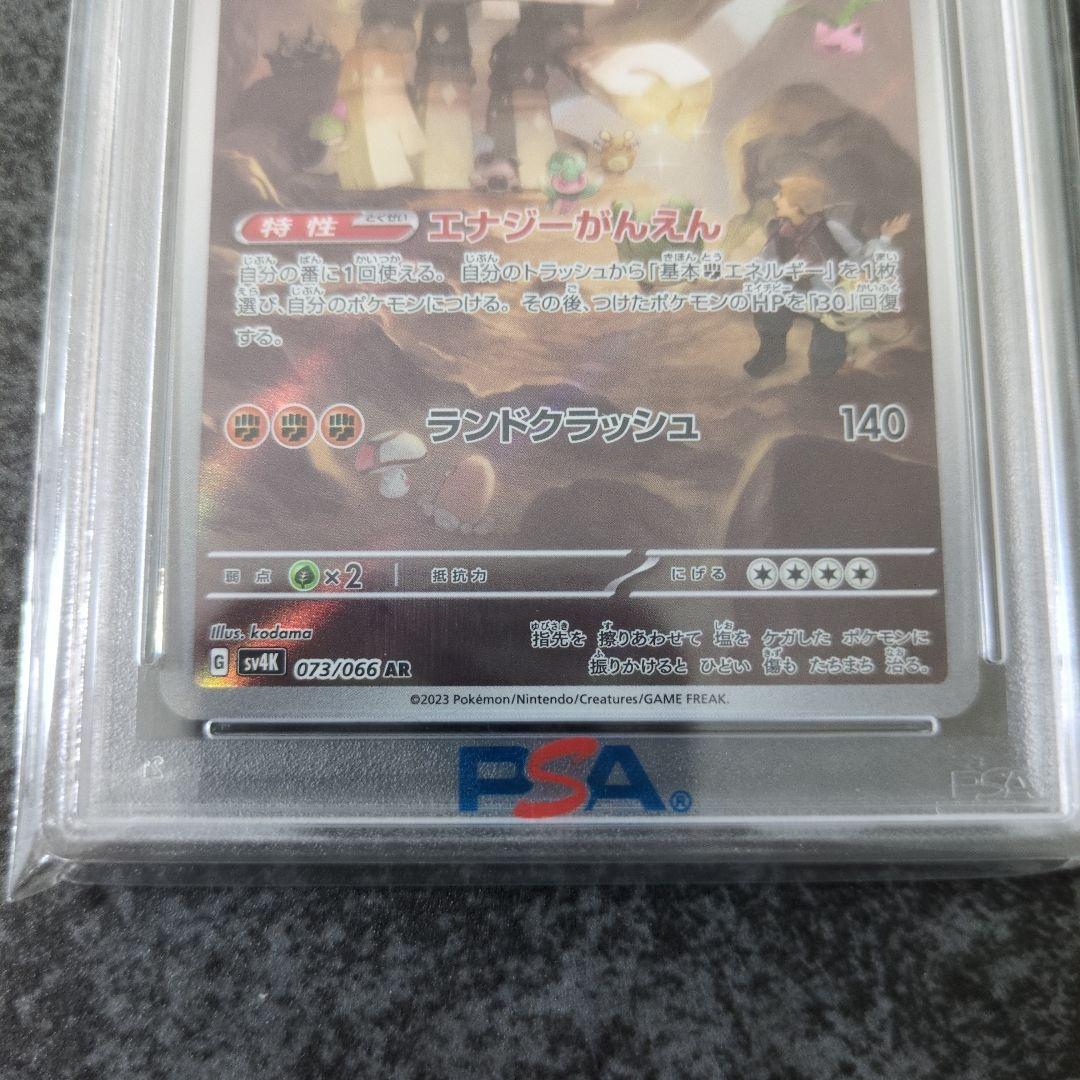 特性 とくせい エナジーがんえん
自分の番に1回使える。自分のトラッシュから「基本エネルギー」を1枚
選び、自分のポケモンにつける。その後、つけたポケモンのHPを「30」回復
する。
ランドクラッシュ 140
弱点 ×2 抵抗力 にげる
Illus. kodama
指先を 擦りあわせて 塩を ケガした ポケモンに
振りかけると ひどい 傷も たちまち 治る。
G SV4K 073/066 AR
©2023 Pokémon/Nintendo/Creatures/GAME FREAK.
PSA®
PSA